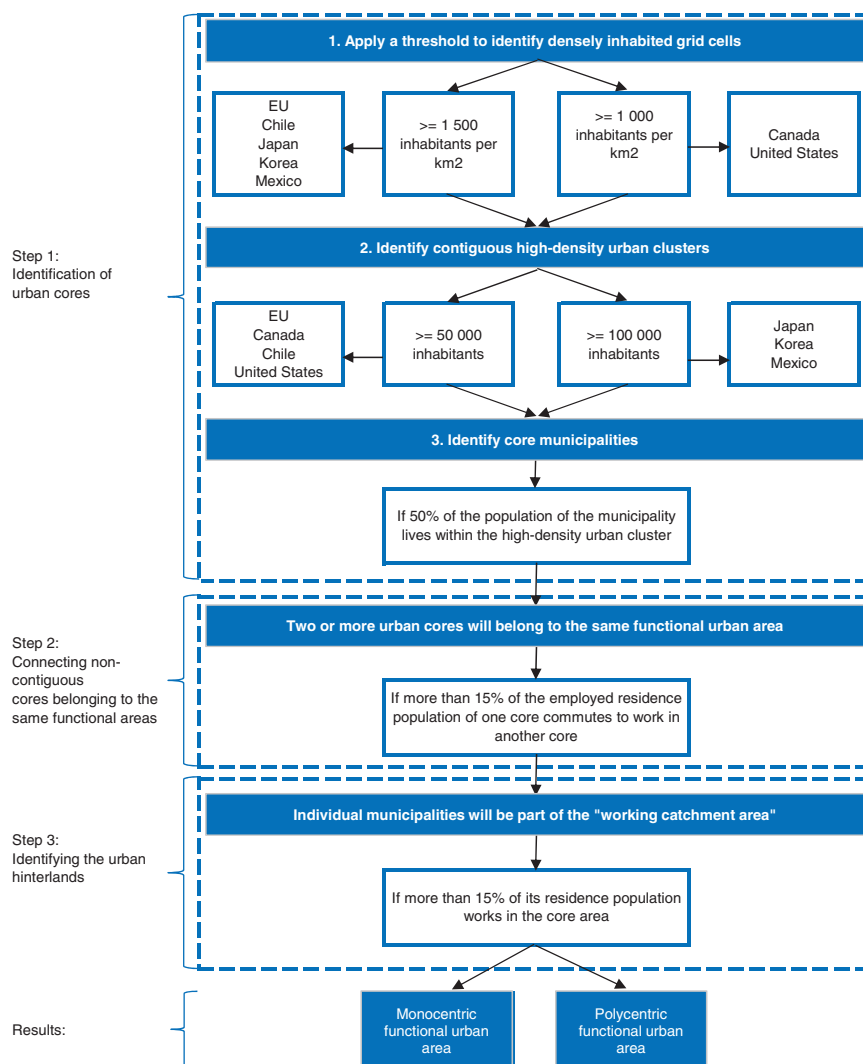 1. Apply a threshold to identify densely inhabited grid cells
EU
Chile
Japan
Korea
Mexico
>= 1 500
inhabitants per
km2
>= 1 000
inhabitants per
km2
Canada
United States
Step 1:
Identification of
urban cores
2. Identify contiguous high-density urban clusters
EU
Canada
Chile
United States
>= 50 000
inhabitants
>= 100 000
inhabitants
Japan
Korea
Mexico
3. Identify core municipalities
If 50% of the population of the municipality
lives within the high-density urban cluster
Step 2:
Connecting non-
contiguous
cores belonging to the
same functional areas
Two or more urban cores will belong to the same functional urban area
If more than 15% of the employed residence
population of one core commutes to work in
another core
Step 3:
Identifying the urban
hinterlands
Individual municipalities will be part of the "working catchment area"
If more than 15% of its residence population
works in the core area
Results:
Monocentric
functional urban
area
Polycentric
functional urban
area